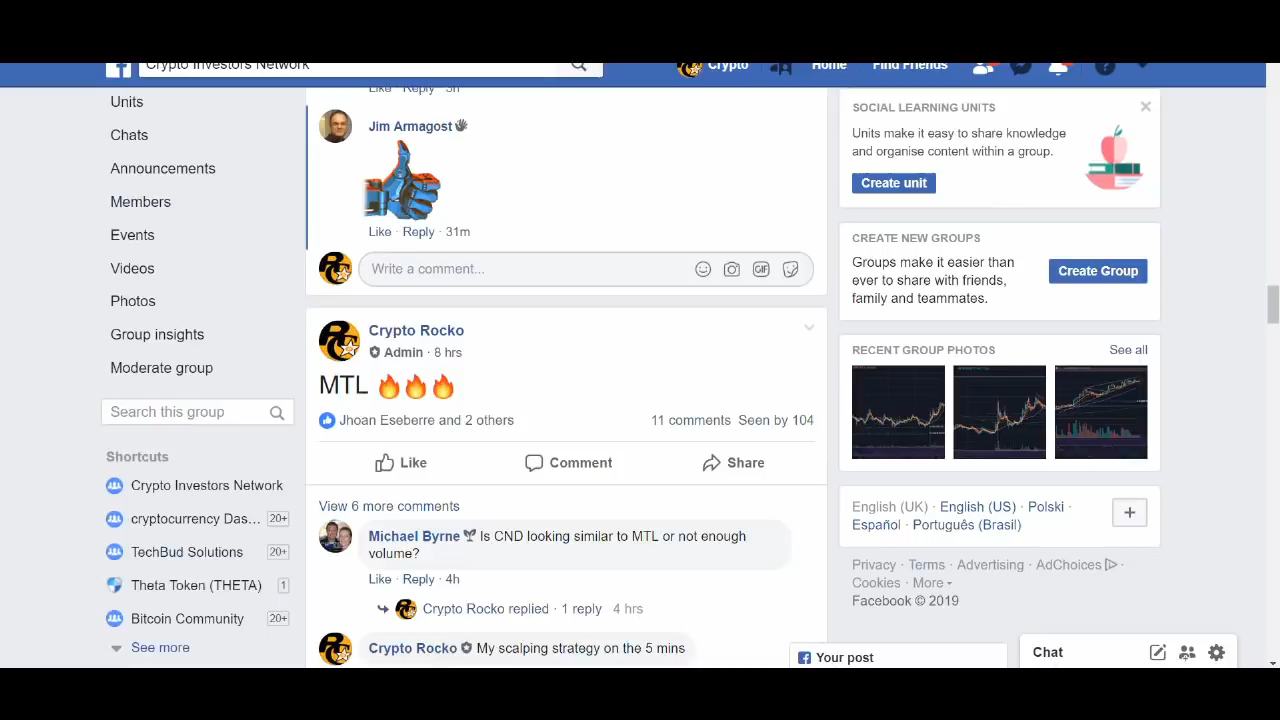 Crypto Investors Network
Crypto
Home
Find Friends
Units
Chats
Announcements
Members
Events
Videos
Photos
Group insights
Moderate group
Search this group
Shortcuts
Crypto Investors Network
cryptocurrency Das... 20+
TechBud Solutions 20+
Theta Token (THETA) 1
Bitcoin Community 20+
See more
Like · Reply · 3h
Jim Armagost
Like · Reply · 31m
Write a comment...
GIF
Crypto Rocko
Admin · 8 hrs
MTL 🔥🔥🔥
Jhoan Eseberre and 2 others 11 comments Seen by 104
Like Comment Share
View 6 more comments
Michael Byrne Is CND looking similar to MTL or not enough
volume?
Like · Reply · 4h
Crypto Rocko replied · 1 reply 4 hrs
Crypto Rocko My scalping strategy on the 5 mins
SOCIAL LEARNING UNITS
Units make it easy to share knowledge
and organise content within a group.
Create unit
CREATE NEW GROUPS
Groups make it easier than
ever to share with friends,
family and teammates.
Create Group
RECENT GROUP PHOTOS See all
English (UK) · English (US) · Polski ·
Español · Português (Brasil)
Privacy · Terms · Advertising · AdChoices ·
Cookies · More
Facebook © 2019
Your post
Chat